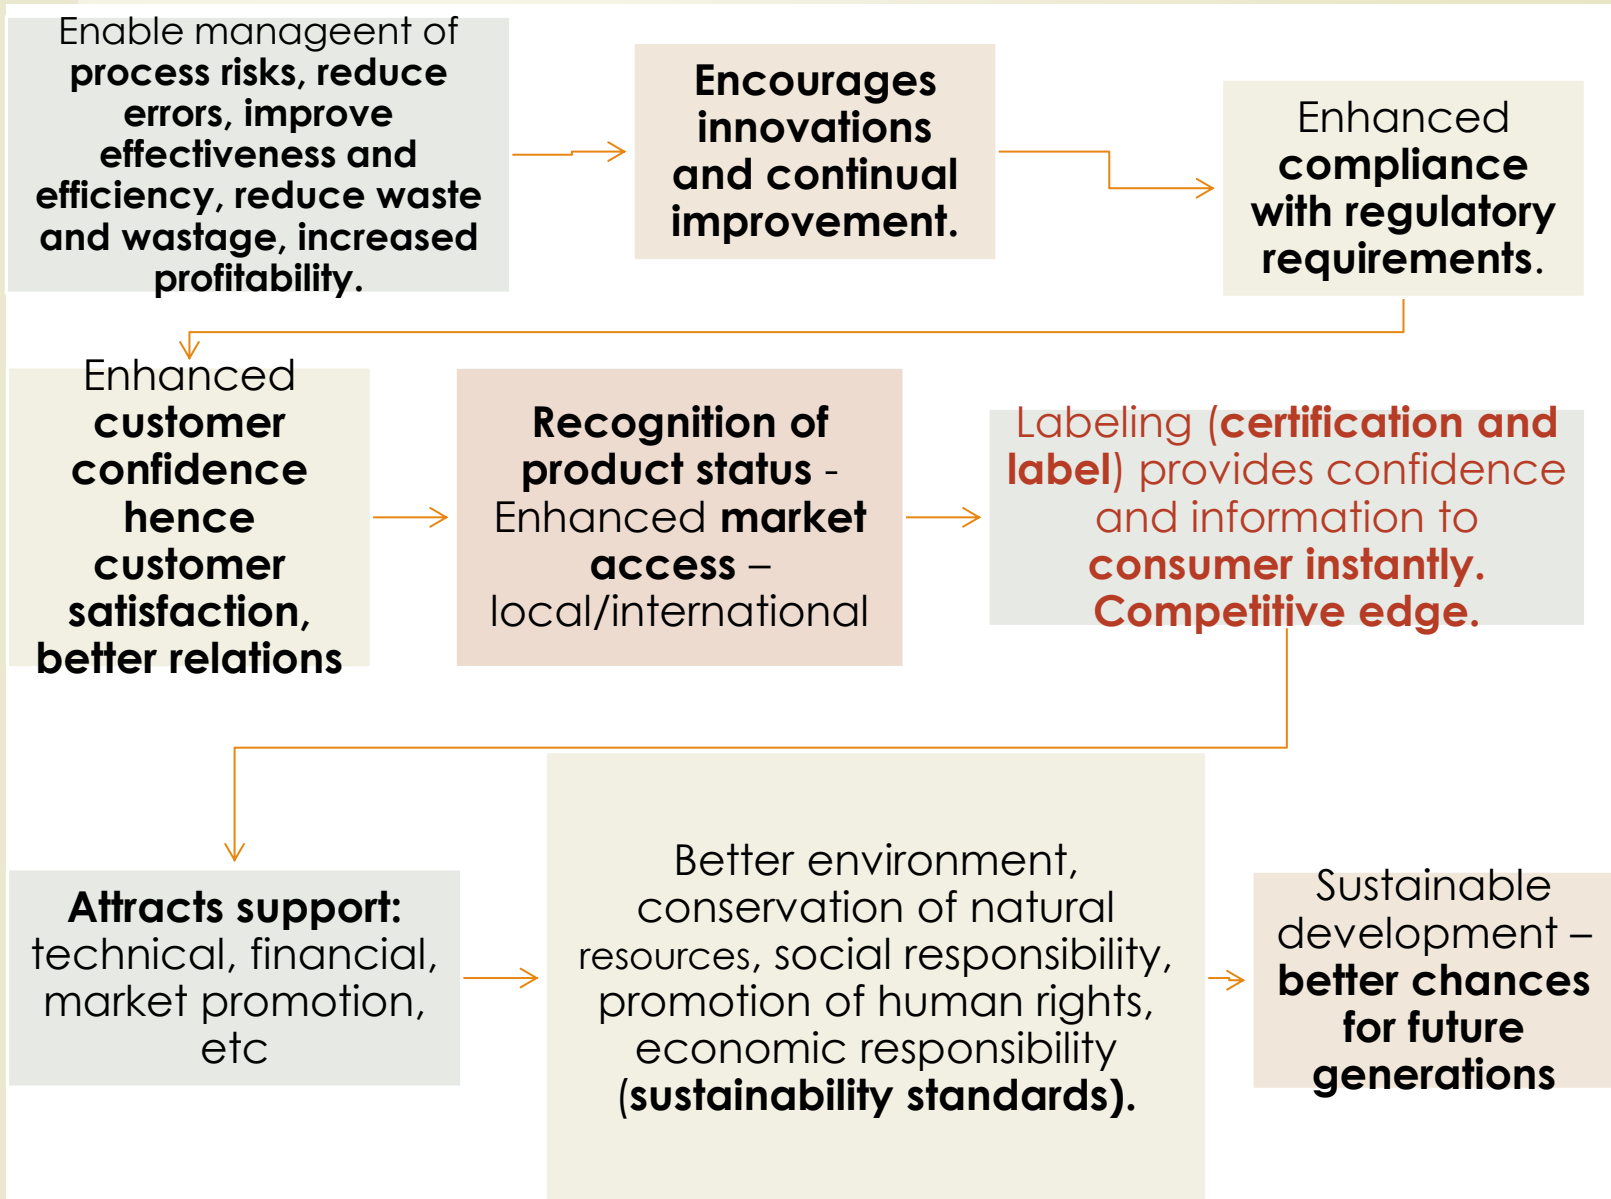 Enable manageent of
process risks, reduce
errors, improve
effectiveness and
efficiency, reduce waste
and wastage, increased
profitability.
Encourages
innovations
and continual
improvement.
Enhanced
compliance
with regulatory
requirements.
Enhanced
customer
confidence
hence
customer
satisfaction,
better relations
Recognition of
product status -
Enhanced market
access –
local/international
Labeling (certification and
label) provides confidence
and information to
consumer instantly.
Competitive edge.
Attracts support:
technical, financial,
market promotion,
etc
Better environment,
conservation of natural
resources, social responsibility,
promotion of human rights,
economic responsibility
(sustainability standards).
Sustainable
development –
better chances
for future
generations